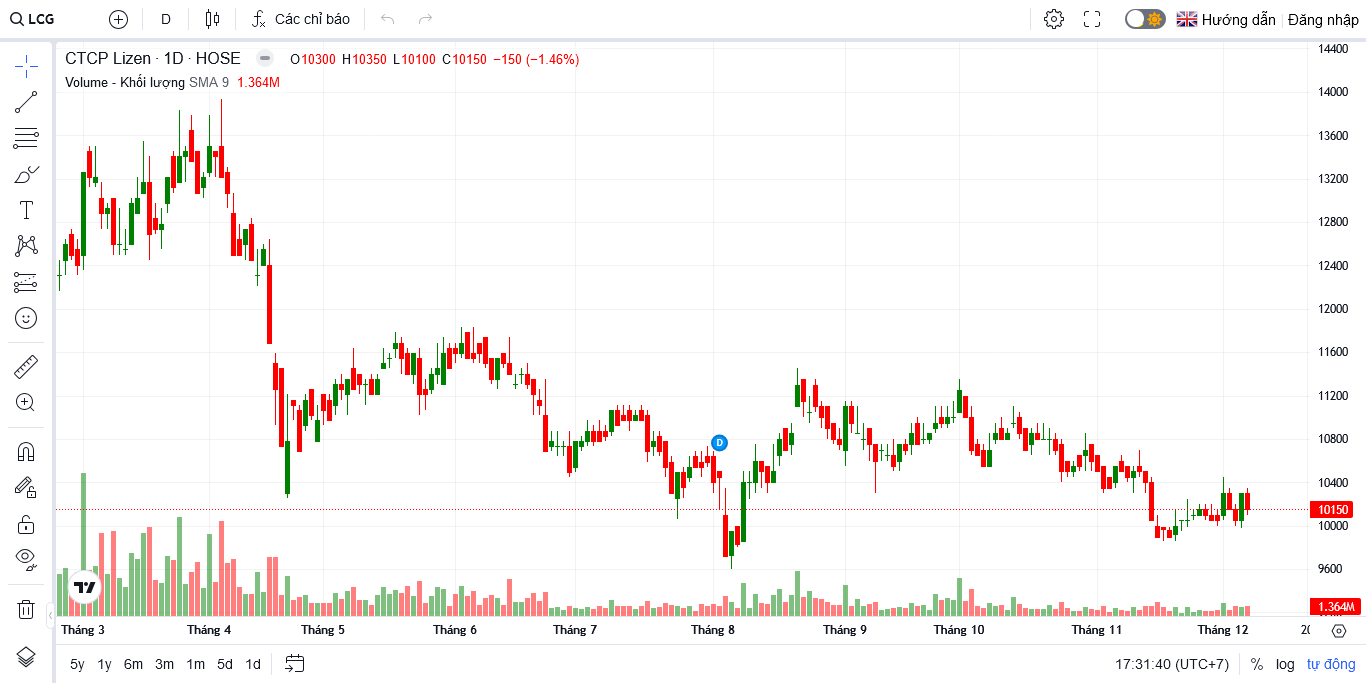 LCG D Các chỉ báo Hướng dẫn Đăng nhập
CTCP Lizen · 1D · HOSE O10300 H10350 L10100 C10150 −150 (−1.46%)
Volume - Khối lượng SMA 9 1.364M
14400
14000
13600
13200
12800
12400
12000
11600
11200
10800
D
10400
10150
10000
9600
1.364M
Tháng 3 Tháng 4 Tháng 5 Tháng 6 Tháng 7 Tháng 8 Tháng 9 Tháng 10 Tháng 11 Tháng 12
5y 1y 6m 3m 1m 5d 1d 17:31:40 (UTC+7) % log tự động